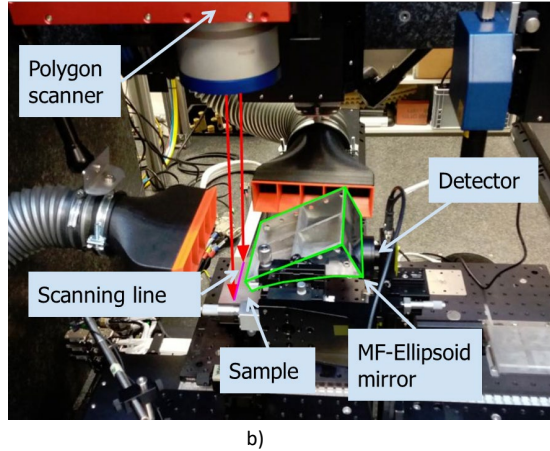 Polygon
scanner
Detector
Scanning line
Sample
MF-Ellipsoid
mirror
b)